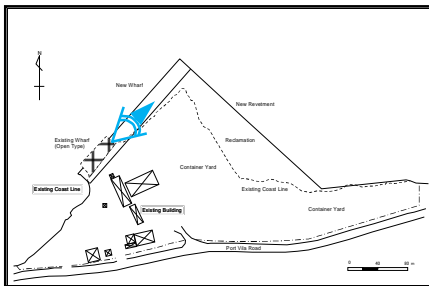 N
New Wharf
New Revetment
Existing Wharf
(Open Type)
Reclamation
Container Yard
Existing Coast Line
Existing Coast Line
Existing Building
Container Yard
Port Vila Road
0 40 80 m